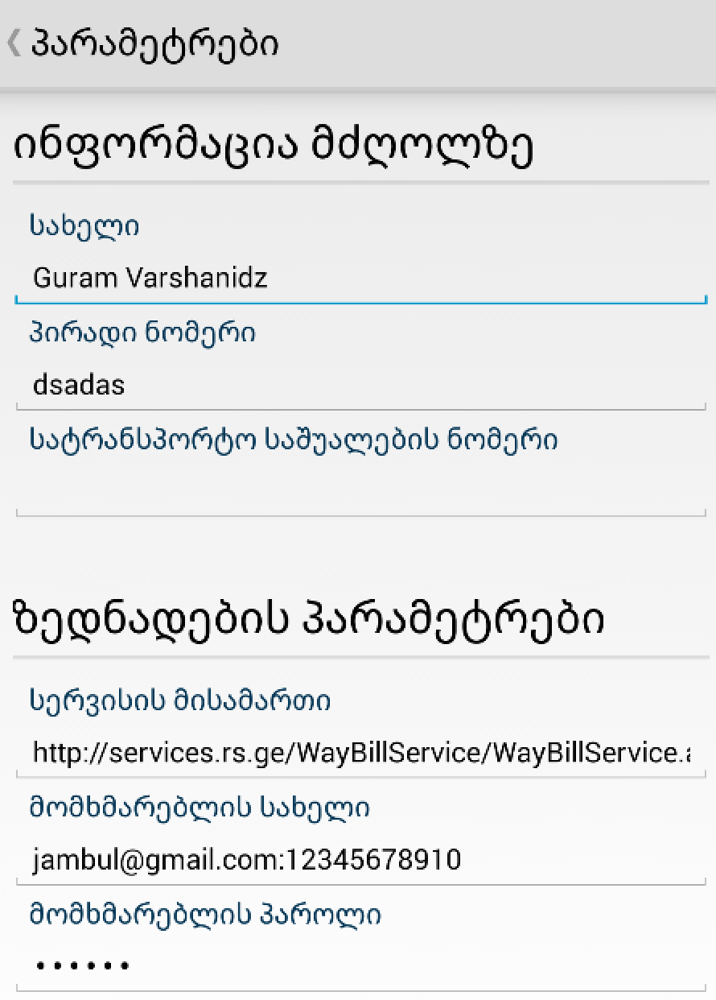 პარამეტრები
ინფორმაცია მძღოლზე
სახელი
Guram Varshanidz
პირადი ნომერი
dsadas
სატრანსპორტო საშუალების ნომერი
ზედნადების პარამეტრები
სერვისის მისამართი
http://services.rs.ge/WayBillService/WayBillService.a
მომხმარებლის სახელი
jambul@gmail.com:12345678910
მომხმარებლის პაროლი
••••••